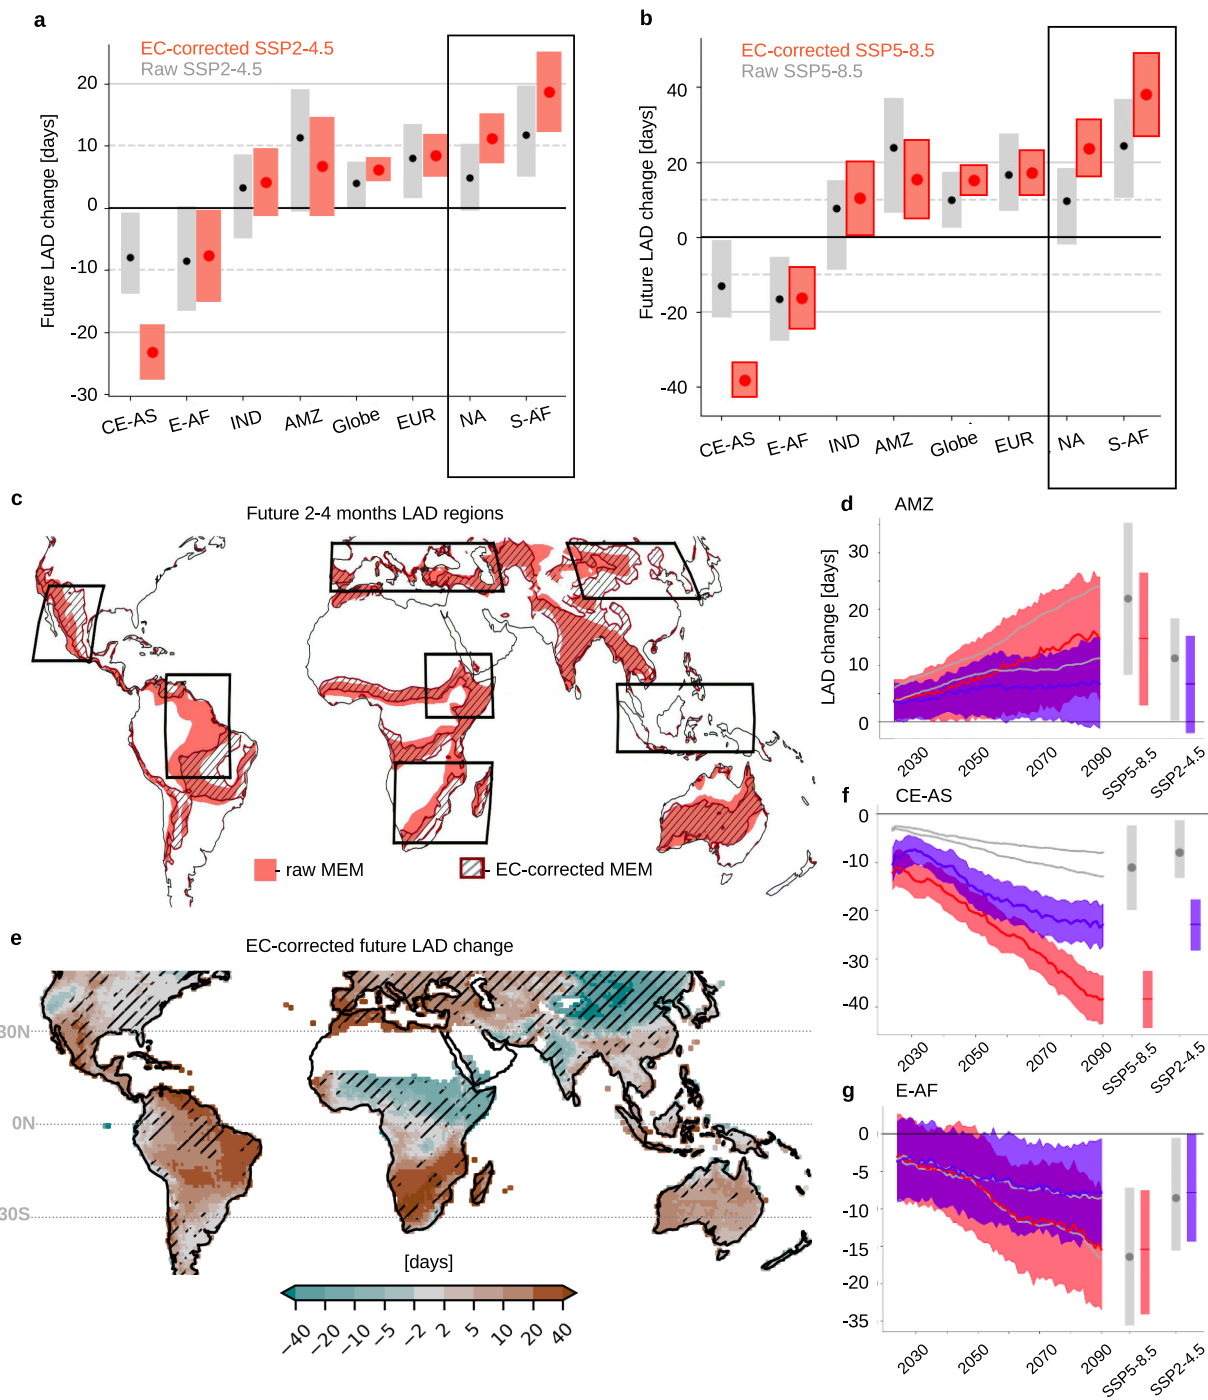 a
EC-corrected SSP2-4.5
Raw SSP2-4.5
Future LAD change [days]
20
10
0
-10
-20
-30
CE-AS
E-AF
IND
AMZ
Globe
EUR
NA
S-AF
b
EC-corrected SSP5-8.5
Raw SSP5-8.5
Future LAD change [days]
40
20
10
0
-10
-20
-40
CE-AS
E-AF
IND
AMZ
Globe
EUR
NA
S-AF
c
Future 2-4 months LAD regions
- raw MEM
- EC-corrected MEM
d
AMZ
LAD change [days]
30
20
10
0
2030
2050
2070
2090
SSP5-8.5
SSP2-4.5
e
EC-corrected future LAD change
30N
0N
30S
[days]
−40
−20
−10
−5
−2
2
5
10
20
40
f
CE-AS
0
-10
-20
-30
-40
2030
2050
2070
2090
SSP5-8.5
SSP2-4.5
g
E-AF
0
-5
-10
-15
-20
-25
-35
2030
2050
2070
2090
SSP5-8.5
SSP2-4.5